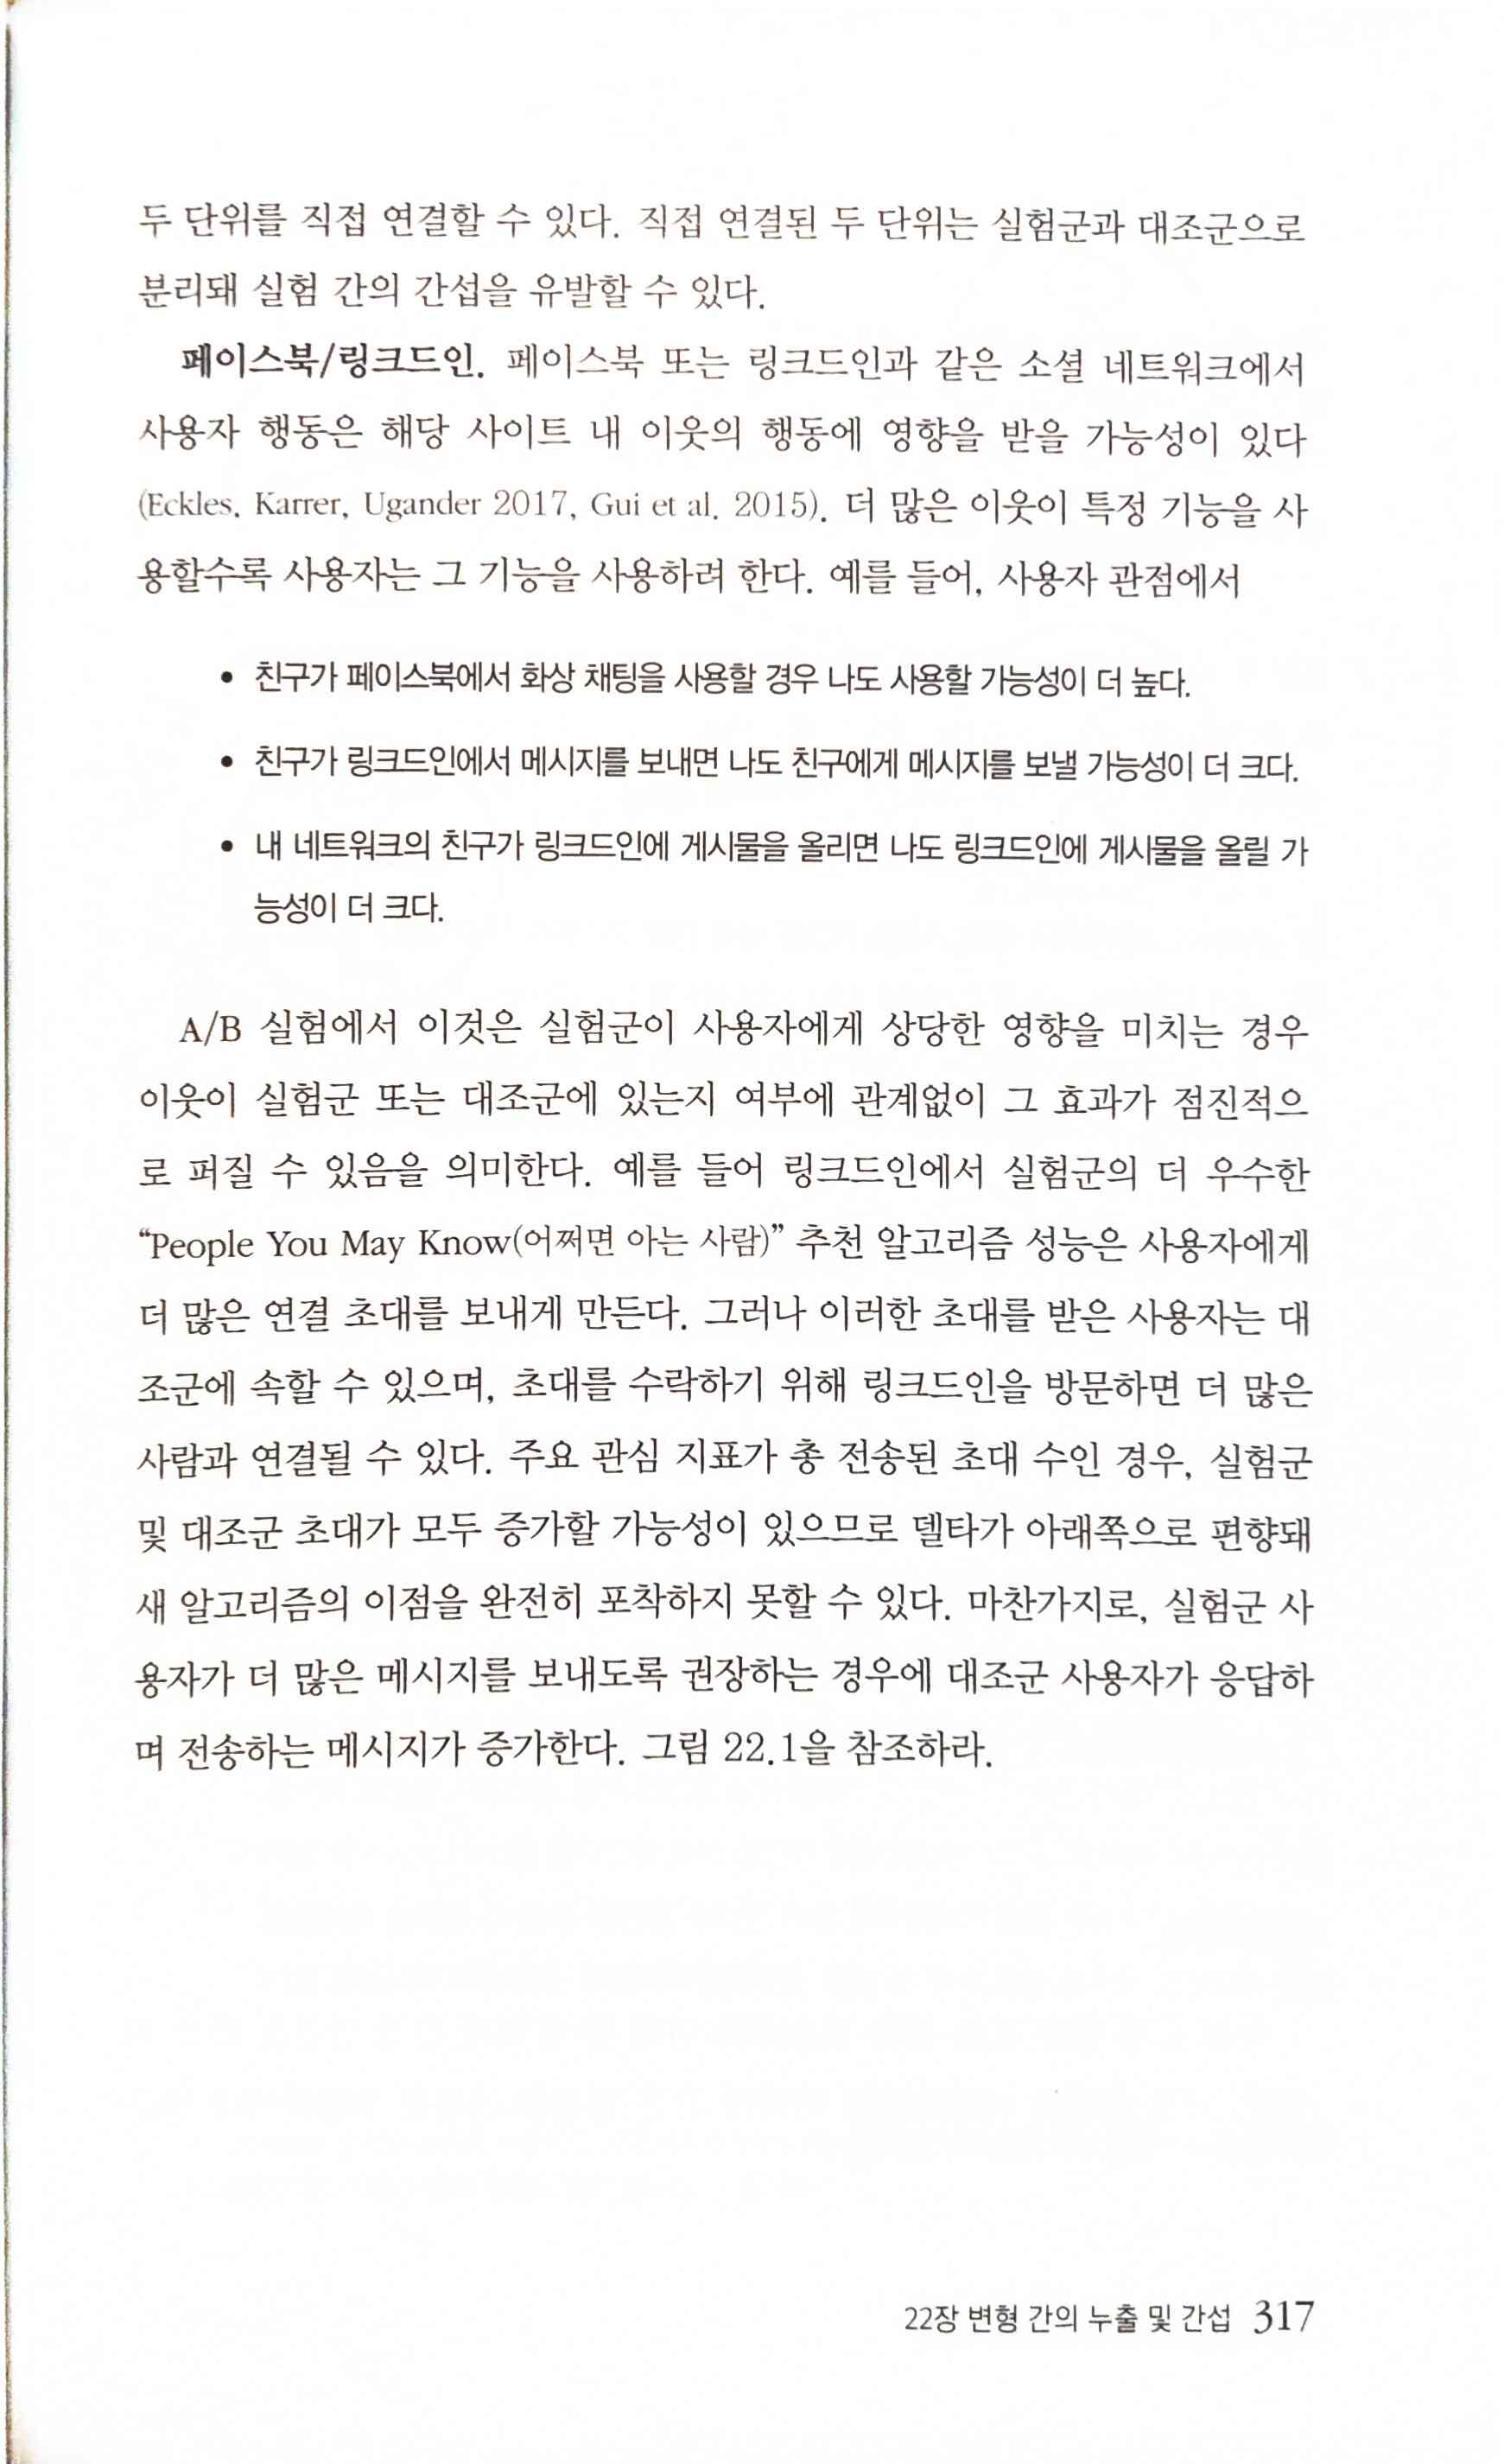 두 단위를 직접 연결할 수 있다. 직접 연결된 두 단위는 실험군과 대조군으로
분리돼 실험 간의 간섭을 유발할 수 있다.
페이스북/링크드인. 페이스북 또는 링크드인과 같은 소셜 네트워크에서
사용자 행동은 해당 사이트 내 이웃의 행동에 영향을 받을 가능성이 있다
(Eckles, Karrer, Ugander 2017, Gui et al. 2015). 더 많은 이웃이 특정 기능을 사
용할수록 사용자는 그 기능을 사용하려 한다. 예를 들어, 사용자 관점에서
• 친구가 페이스북에서 화상 채팅을 사용할 경우 나도 사용할 가능성이 더 높다.
• 친구가 링크드인에서 메시지를 보내면 나도 친구에게 메시지를 보낼 가능성이 더 크다.
• 내 네트워크의 친구가 링크드인에 게시물을 올리면 나도 링크드인에 게시물을 올릴 가
능성이 더 크다.
A/B 실험에서 이것은 실험군이 사용자에게 상당한 영향을 미치는 경우
이웃이 실험군 또는 대조군에 있는지 여부에 관계없이 그 효과가 점진적으
로 퍼질 수 있음을 의미한다. 예를 들어 링크드인에서 실험군의 더 우수한
“People You May Know(어쩌면 아는 사람)” 추천 알고리즘 성능은 사용자에게
더 많은 연결 초대를 보내게 만든다. 그러나 이러한 초대를 받은 사용자는 대
조군에 속할 수 있으며, 초대를 수락하기 위해 링크드인을 방문하면 더 많은
사람과 연결될 수 있다. 주요 관심 지표가 총 전송된 초대 수인 경우, 실험군
및 대조군 초대가 모두 증가할 가능성이 있으므로 델타가 아래쪽으로 편향돼
새 알고리즘의 이점을 완전히 포착하지 못할 수 있다. 마찬가지로, 실험군 사
용자가 더 많은 메시지를 보내도록 권장하는 경우에 대조군 사용자가 응답하
며 전송하는 메시지가 증가한다. 그림 22.1을 참조하라.
22장 변형 간의 누출 및 간섭 317